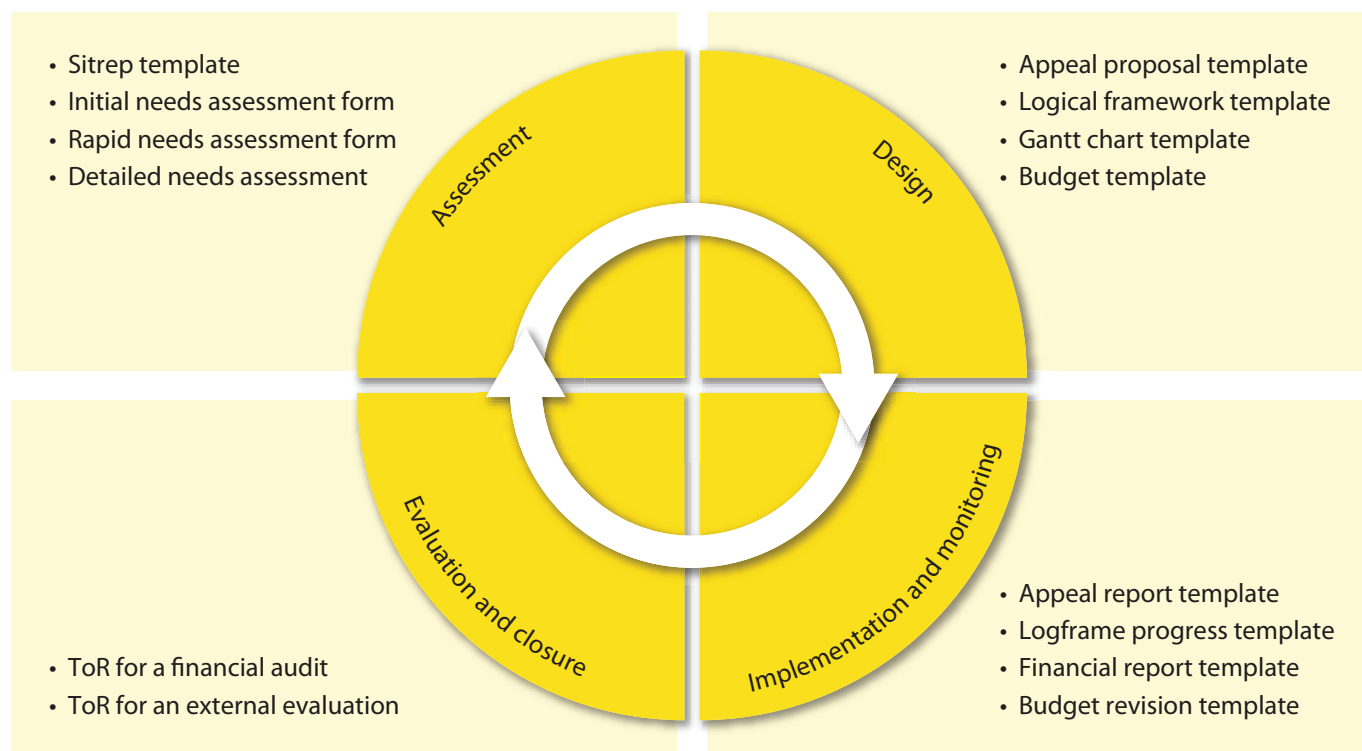 • Sitrep template
• Initial needs assessment form
• Rapid needs assessment form
• Detailed needs assessment
Assessment
Design
• Appeal proposal template
• Logical framework template
• Gantt chart template
• Budget template
Evaluation and closure
• ToR for a financial audit
• ToR for an external evaluation
Implementation and monitoring
• Appeal report template
• Logframe progress template
• Financial report template
• Budget revision template